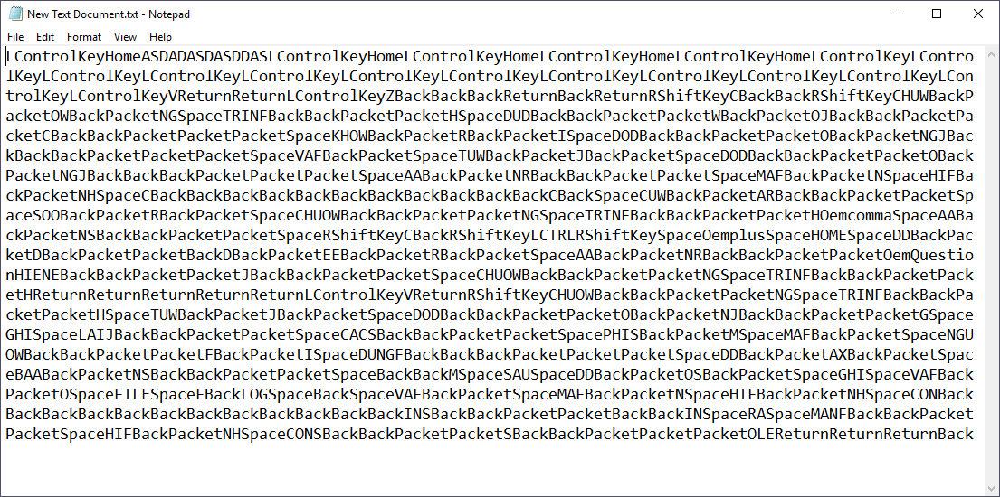 New Text Document.txt - Notepad
File Edit Format View Help
LControlKeyHomeASDADASDASDDASLControlKeyHomeLControlKeyHomeLControlKeyHomeLControlKeyHomeLControlKeyLContro
lKeyLControlKeyLControlKeyLControlKeyLControlKeyLControlKeyLControlKeyLControlKeyLControlKeyLControlKeyLCon
trolKeyLControlKeyVReturnReturnLControlKeyZBackBackBackReturnBackReturnRShiftKeyCBackBackRShiftKeyCHUWBackP
acketOWBackPacketNGSpaceTRINFBackBackPacketPacketHSpaceDUDBackBackPacketPacketWBackPacketOJBackBackPacketPa
cketCBackBackPacketPacketPacketSpaceKHOWBackPacketRBackPacketISpaceDODBackBackPacketPacketOBackPacketNGJBac
kBackBackPacketPacketPacketSpaceVAFBackPacketSpaceTUWBackPacketJBackPacketSpaceDODBackBackPacketPacketOBack
PacketNGJBackBackBackPacketPacketPacketSpaceAABackPacketNRBackBackPacketPacketSpaceMAFBackPacketNSpaceHIFBa
ckPacketNHSpaceCBackBackBackBackBackBackBackBackBackBackBackCBackSpaceCUWBackPacketARBackBackPacketPacketSp
aceSOOBackPacketRBackPacketSpaceCHUOWBackBackPacketPacketNGSpaceTRINFBackBackPacketPacketHOemcommaSpaceAABa
ckPacketNSBackBackPacketPacketSpaceRShiftKeyCBackRShiftKeyLCTRLRShiftKeySpaceOemplusSpaceHOMESpaceDDBackPac
ketDBackPacketPacketBackDBackPacketEEBackPacketRBackPacketSpaceAABackPacketNRBackBackPacketPacketOemQuestio
nHIENEBackBackPacketPacketJBackBackPacketPacketSpaceCHUOWBackBackPacketPacketNGSpaceTRINFBackBackPacketPack
etHReturnReturnReturnReturnReturnLControlKeyVReturnRShiftKeyCHUOWBackBackPacketPacketNGSpaceTRINFBackBackPa
cketPacketHSpaceTUWBackPacketJBackPacketSpaceDODBackBackPacketPacketOBackPacketNJBackBackPacketPacketGSpace
GHISpaceLAIJBackBackPacketPacketSpaceCACSBackBackPacketPacketSpacePHISBackPacketMSpaceMAFBackPacketSpaceNGU
OWBackBackPacketPacketFBackPacketISpaceDUNGFBackBackBackPacketPacketPacketSpaceDDBackPacketAXBackPacketSpac
eBAABackPacketNSBackBackPacketPacketSpaceBackBackMSpaceSAUSpaceDDBackPacketOSBackPacketSpaceGHISpaceVAFBack
PacketOSpaceFILESpaceFBackLOGSpaceBackSpaceVAFBackPacketSpaceMAFBackPacketNSpaceHIFBackPacketNHSpaceCONBack
BackBackBackBackBackBackBackBackBackBackBackINSBackBackPacketPacketBackBackINSpaceRASpaceMANFBackBackPacket
PacketSpaceHIFBackPacketNHSpaceCONSBackBackPacketPacketSBackBackPacketPacketPacketOLEReturnReturnReturnBack